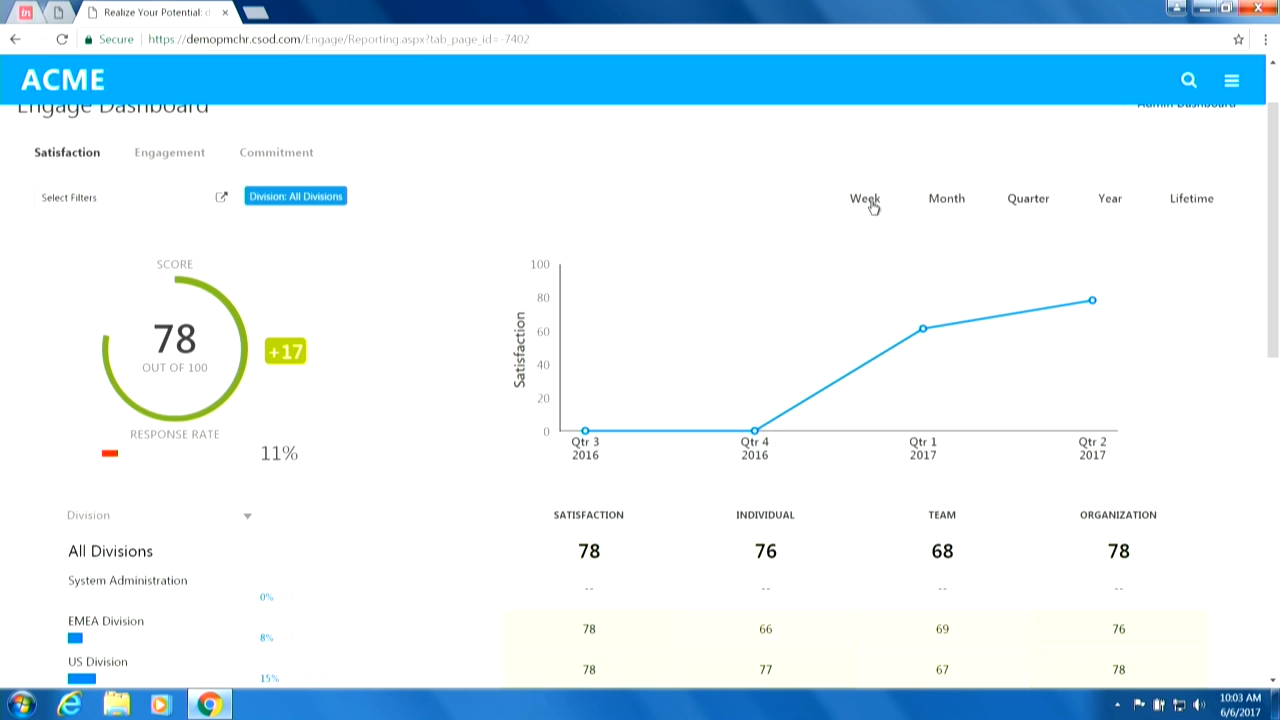 Realize Your Potential: d
Secure
https://demopmchr.csod.com/Engage/Reporting.aspx?tab_page_id=-7402
ACME
Engage Dashboard
Admin Dashboard
Satisfaction Engagement Commitment
Select Filters
Division: All Divisions
Week Month Quarter Year Lifetime
SCORE
78
OUT OF 100
+17
RESPONSE RATE
11%
Satisfaction
100
80
60
40
20
0
Qtr 3 Qtr 4 Qtr 1 Qtr 2
2016 2016 2017 2017
Division SATISFACTION INDIVIDUAL TEAM ORGANIZATION
All Divisions 78 76 68 78
System Administration -- -- -- --
0%
EMEA Division 78 66 69 76
8%
US Division 78 77 67 78
15%
10:03 AM
6/6/2017